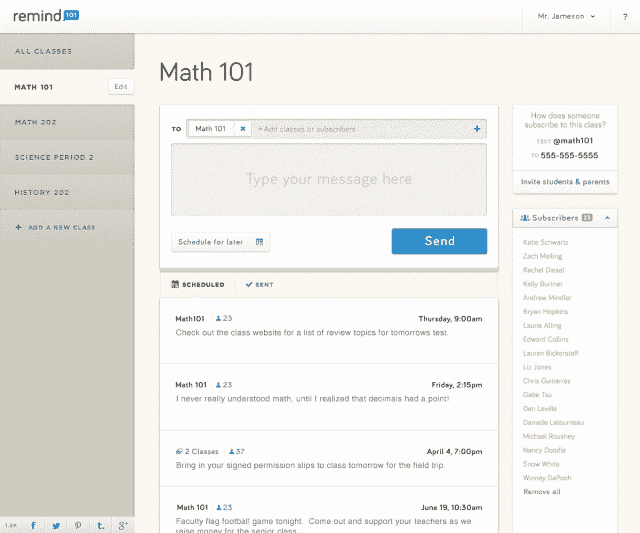 remind 101
Mr. Jameson
?
ALL CLASSES
MATH 101
Edit
MATH 202
SCIENCE PERIOD 2
HISTORY 202
+ ADD A NEW CLASS
Math 101
TO
Math 101 x
+Add classes or subscribers
+
Type your message here
Schedule for later
Send
SCHEDULED
SENT
Math101
23
Thursday, 9:00am
Check out the class website for a list of review topics for tomorrows test.
Math 101
23
Friday, 2:15pm
I never really understood math, until I realized that decimals had a point!
2 Classes
37
April 4, 7:00pm
Bring in your signed permission slips to class tomorrow for the field trip.
Math 101
23
June 19, 10:30am
Faculty flag football game tonight. Come out and support your teachers as we
raise money for the senior class
How does someone
subscribe to this class?
TEXT @math101
TO 555-555-5555
Invite students & parents
Subscribers 23
Katie Schwartz
Zach Meiling
Rachel Diesel
Kelly Burtner
Andrew Mindlar
Bryan Hopkins
Laurie Alling
Edward Collins
Lauren Bickerstaff
Liz Jones
Chris Gutierrez
Gabe Tau
Den Laville
Danielle Latourneau
Michael Roushey
Nancy Doodle
Snow White
Winney DaPooh
Remove all
f
t.
g+